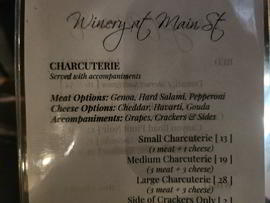 Winery at Main St
CHARCUTERIE
Served with accompaniments
Meat Options: Genoa, Hard Salami, Pepperoni
Cheese Options: Cheddar, Havarti, Gouda
Accompaniments: Grapes, Crackers & Sides
Small Charcuterie [ 13 ]
(1 meat + 1 cheese)
Medium Charcuterie [ 19 ]
(2 meat + 2 cheese)
Large Charcuterie [ 28 ]
(3 meat + 3 cheese)
Side of Crackers Only [ 2 ]